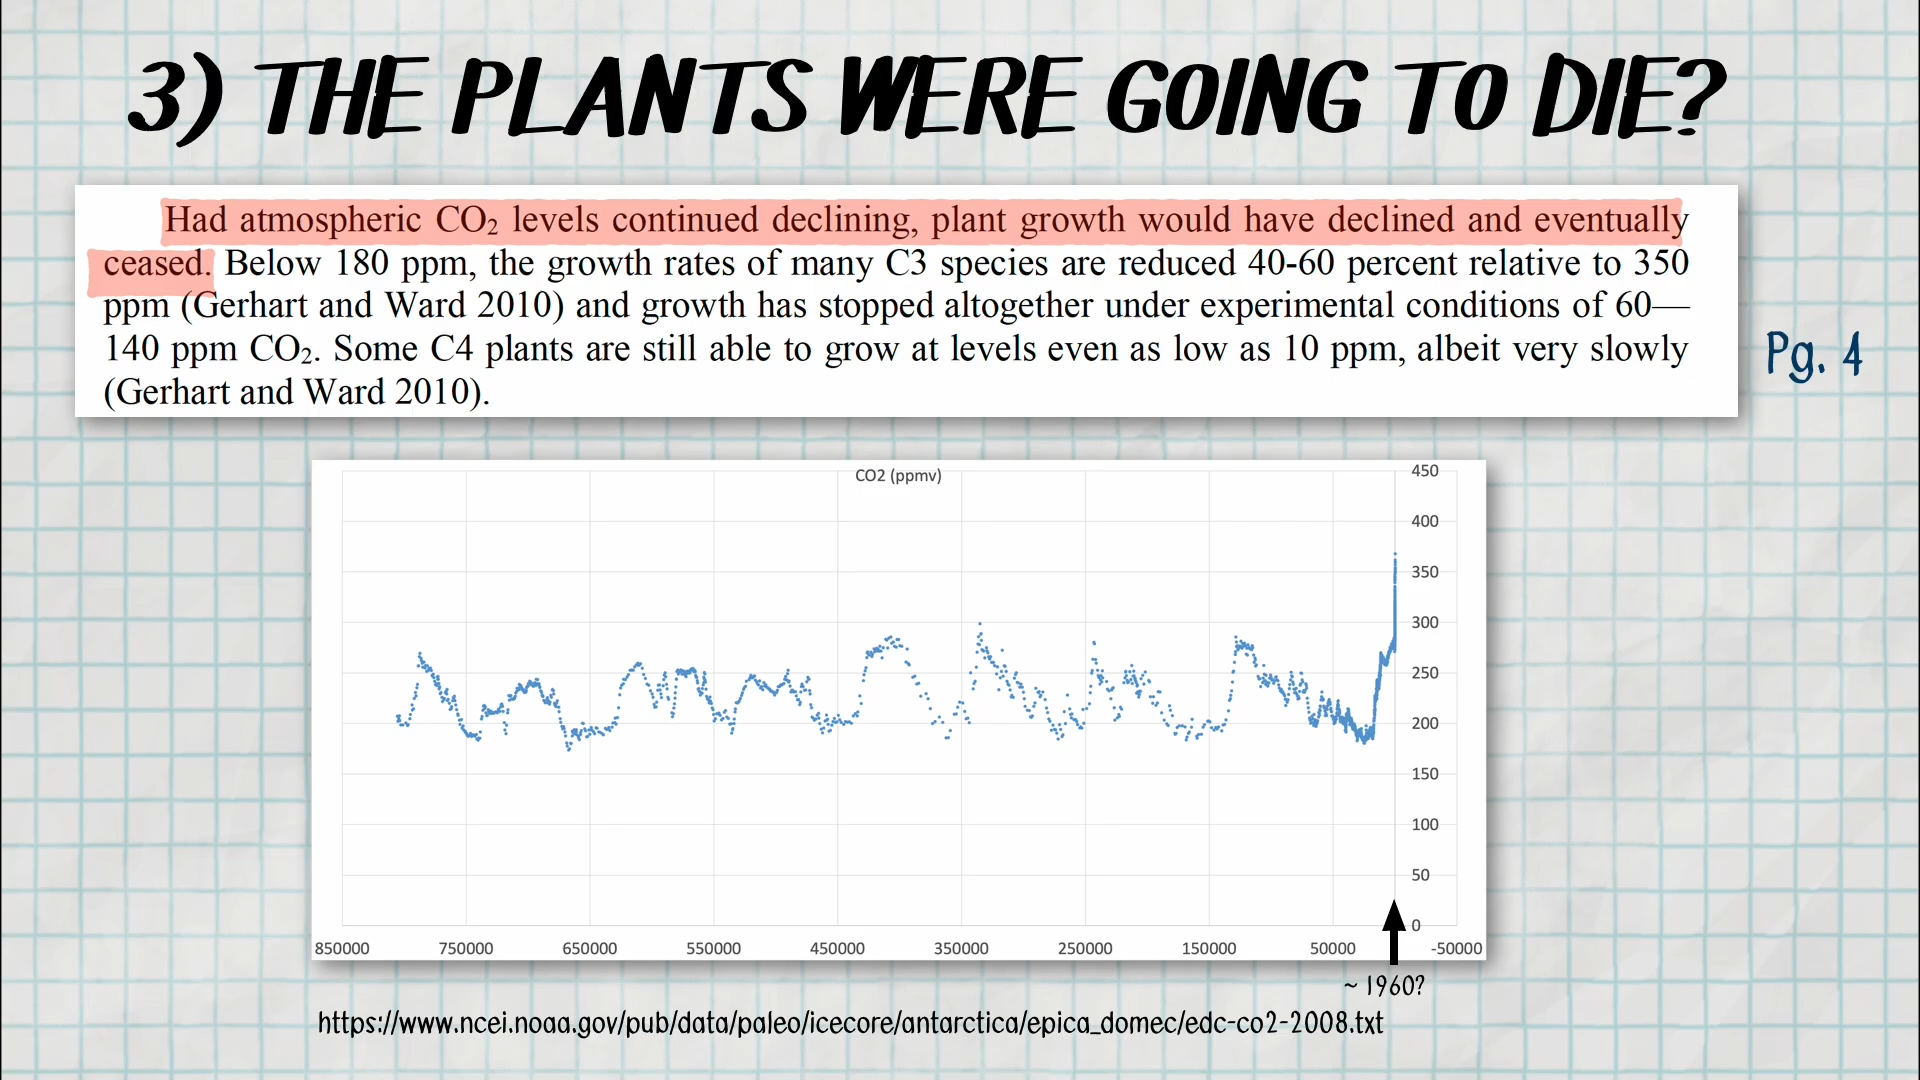 3) THE PLANTS WERE GOING TO DIE?
Had atmospheric CO₂ levels continued declining, plant growth would have declined and eventually
ceased. Below 180 ppm, the growth rates of many C3 species are reduced 40-60 percent relative to 350
ppm (Gerhart and Ward 2010) and growth has stopped altogether under experimental conditions of 60—
140 ppm CO₂. Some C4 plants are still able to grow at levels even as low as 10 ppm, albeit very slowly
(Gerhart and Ward 2010).
Pg. 4
CO2 (ppmv)
450
400
350
300
250
200
150
100
50
0
850000 750000 650000 550000 450000 350000 250000 150000 50000 -50000
~ 1960?
https://www.ncei.noaa.gov/pub/data/paleo/icecore/antarctica/epica_domec/edc-co2-2008.txt